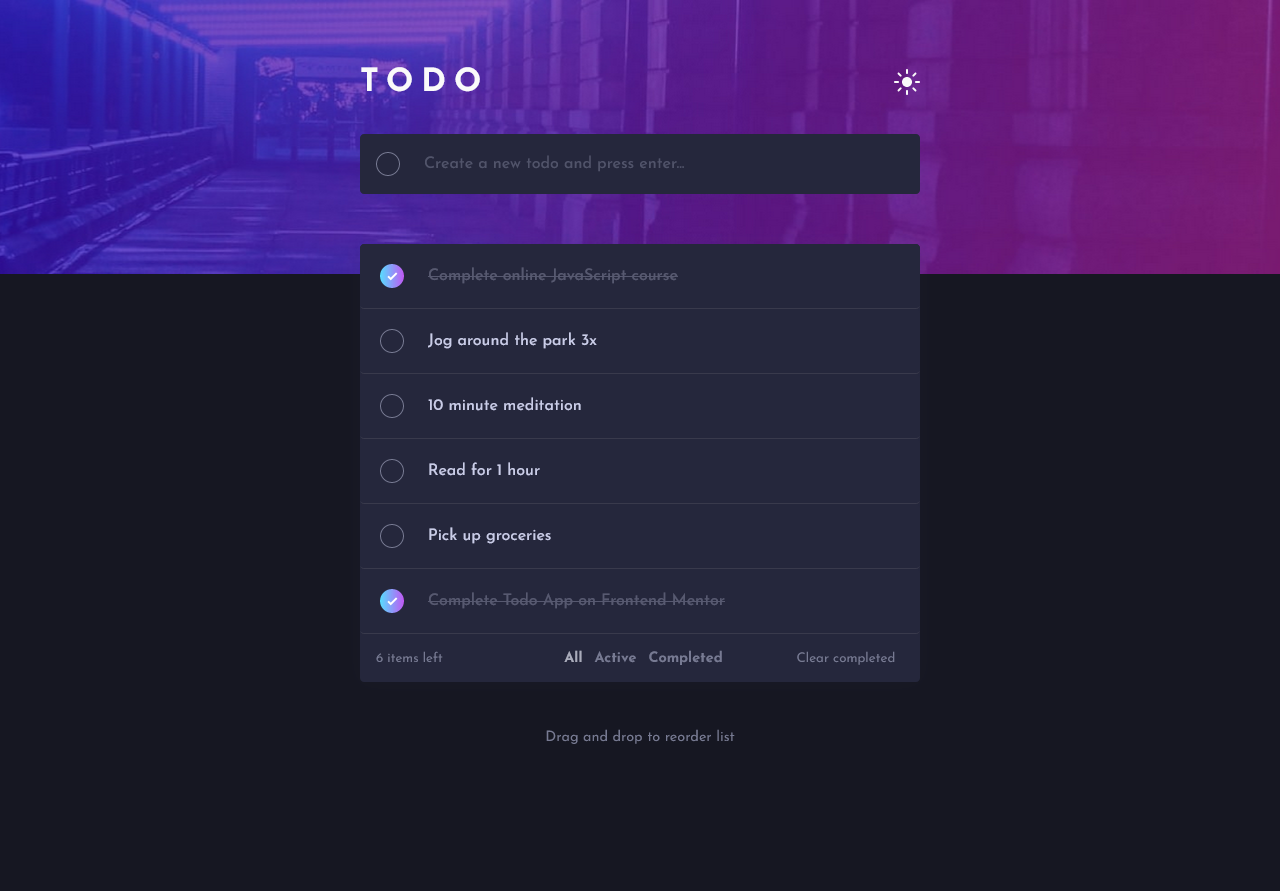 TODO
Create a new todo and press enter...
Complete online JavaScript course
Jog around the park 3x
10 minute meditation
Read for 1 hour
Pick up groceries
Complete Todo App on Frontend Mentor
6 items left All Active Completed Clear completed
Drag and drop to reorder list